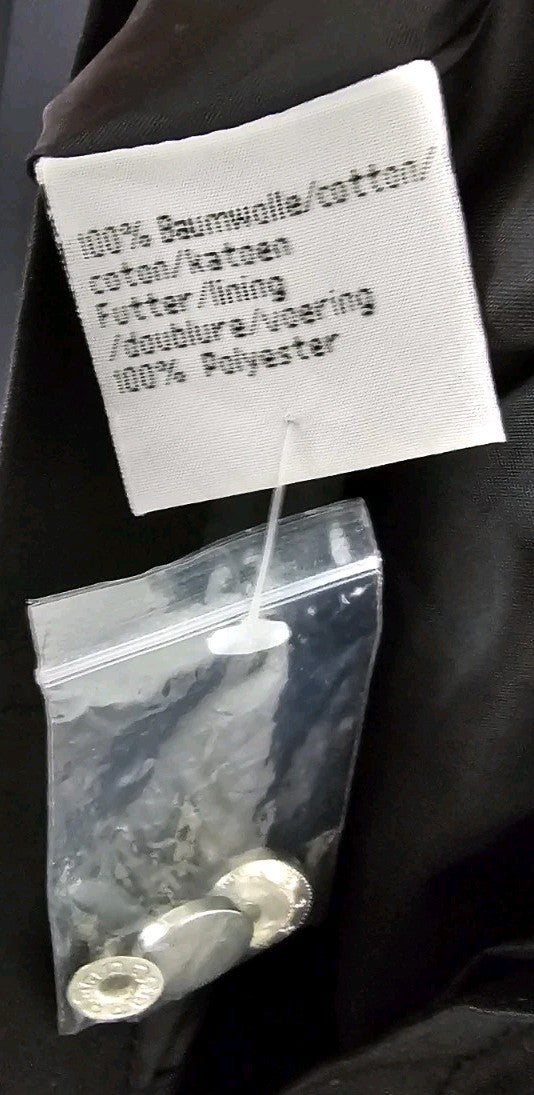 100% Baumwolle/cotton/
coton/katoen
Futter/lining
/doublure/voering
100% Polyester